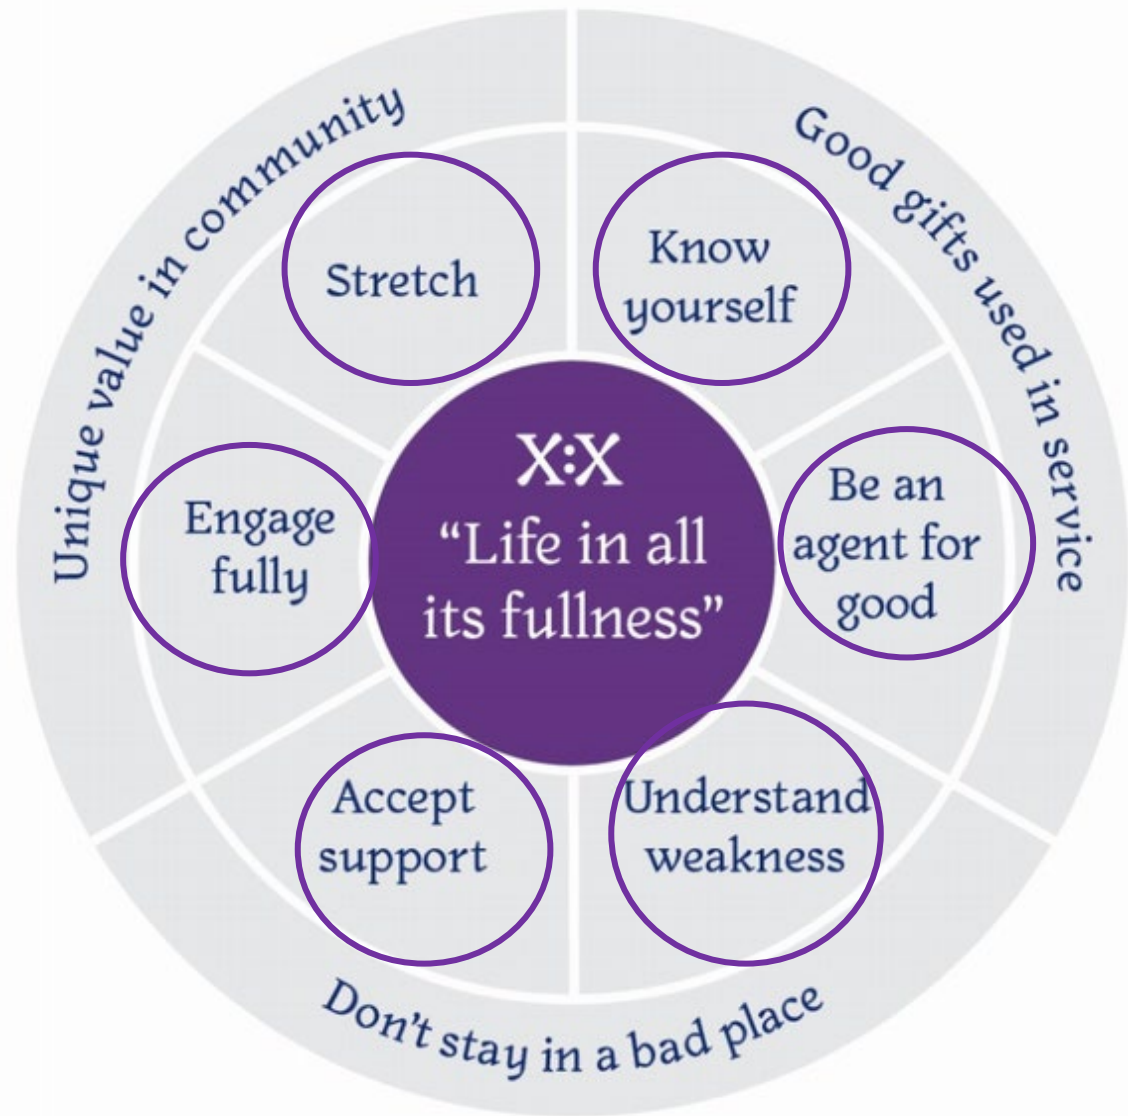 Unique value in community
Good gifts used in service
Stretch
Know
yourself
Engage
fully
X:X
“Life in all
its fullness”
Be an
agent for
good
Accept
support
Understand
weakness
Don't stay in a bad place